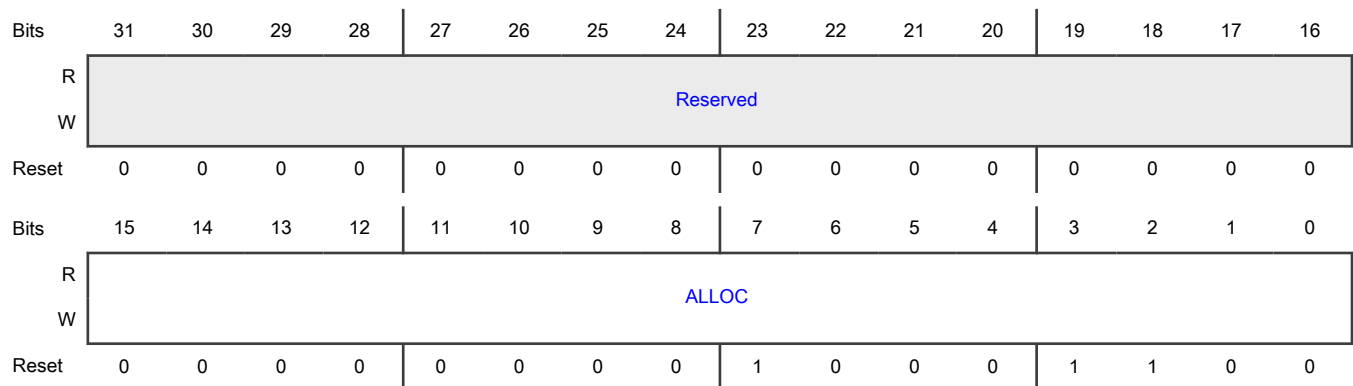 Bits 31 30 29 28 27 26 25 24 23 22 21 20 19 18 17 16
R
Reserved
W
Reset 0 0 0 0 0 0 0 0 0 0 0 0 0 0 0 0
Bits 15 14 13 12 11 10 9 8 7 6 5 4 3 2 1 0
R
ALLOC
W
Reset 0 0 0 0 0 0 0 0 1 0 0 0 1 1 0 0